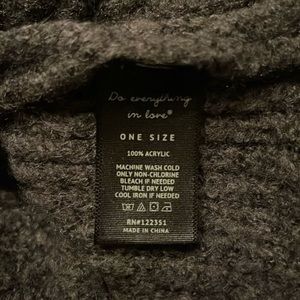 Do everything
in love®
ONE SIZE
100% ACRYLIC
MACHINE WASH COLD
ONLY NON-CHLORINE
BLEACH IF NEEDED
TUMBLE DRY LOW
COOL IRON IF NEEDED
RN#122351
MADE IN CHINA